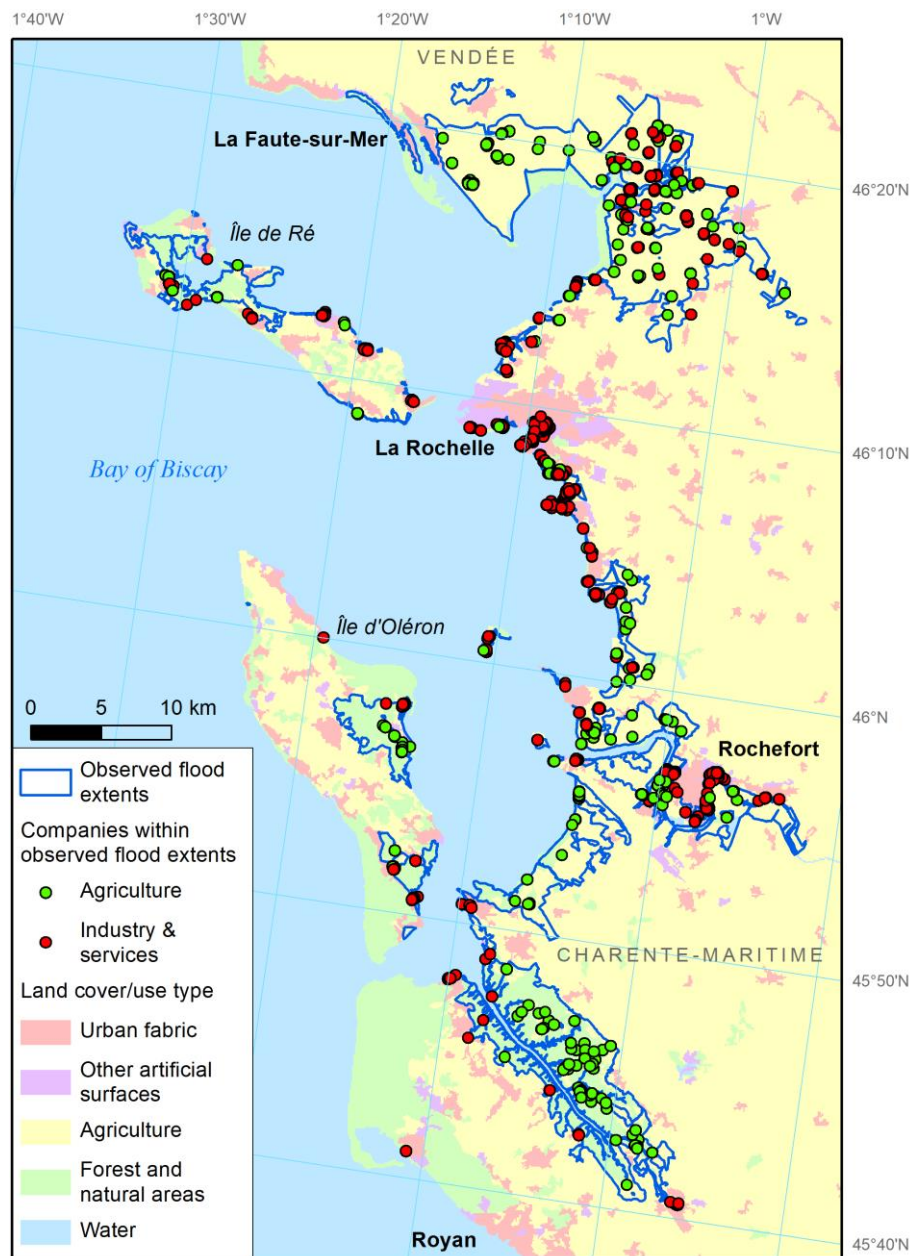 1°40'W
1°30'W
1°20'W
1°10'W
1°W
VENDÉE
La Faute-sur-Mer
46°20'N
Île de Ré
La Rochelle
46°10'N
Bay of Biscay
Île d'Oléron
0
10 km
46°N
Rochefort
Observed flood
extents
Companies within
observed flood extents
Agriculture
Industry &
services
CHARENTE-MARITIME
45°50'N
Land cover/use type
Urban fabric
Other artificial
surfaces
Agriculture
Forest and
natural areas
Water
Royan
45°40'N